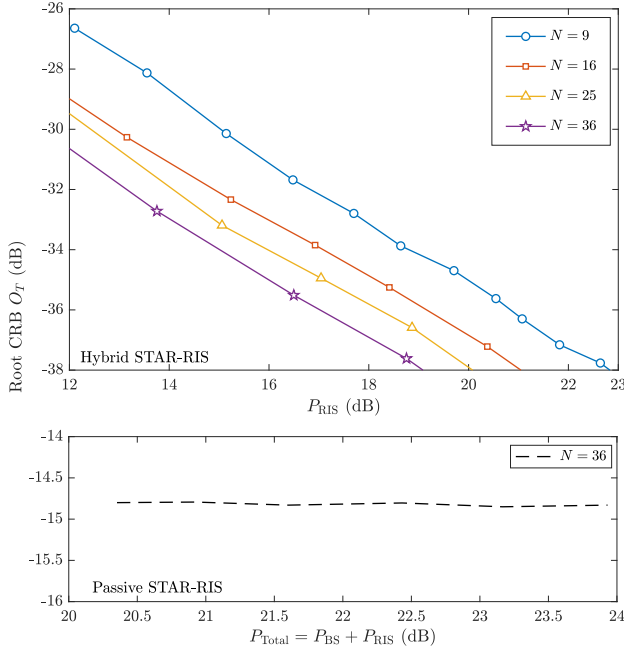 -26
-28
-30
-32
-34
-36
-38
Root CRB O_T (dB)
N = 9
N = 16
N = 25
N = 36
Hybrid STAR-RIS
12 14 16 18 20 22 23
P_RIS (dB)
-14
-14.5
-15
-15.5
-16
N = 36
Passive STAR-RIS
20 20.5 21 21.5 22 22.5 23 23.5 24
P_Total = P_BS + P_RIS (dB)